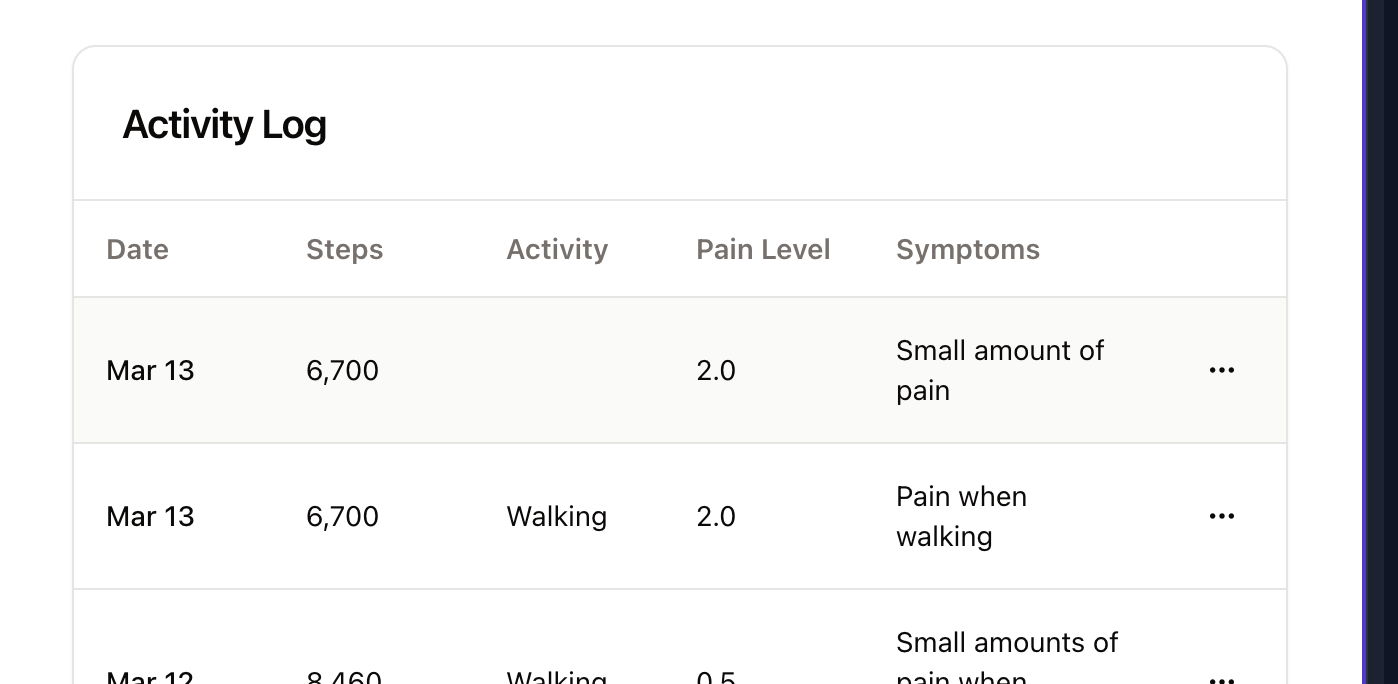 Activity Log
Date Steps Activity Pain Level Symptoms
Mar 13 6,700 2.0 Small amount of
pain
Mar 13 6,700 Walking 2.0 Pain when
walking
Small amounts of
Mar 12 8,460 Walking 0.5 pain when